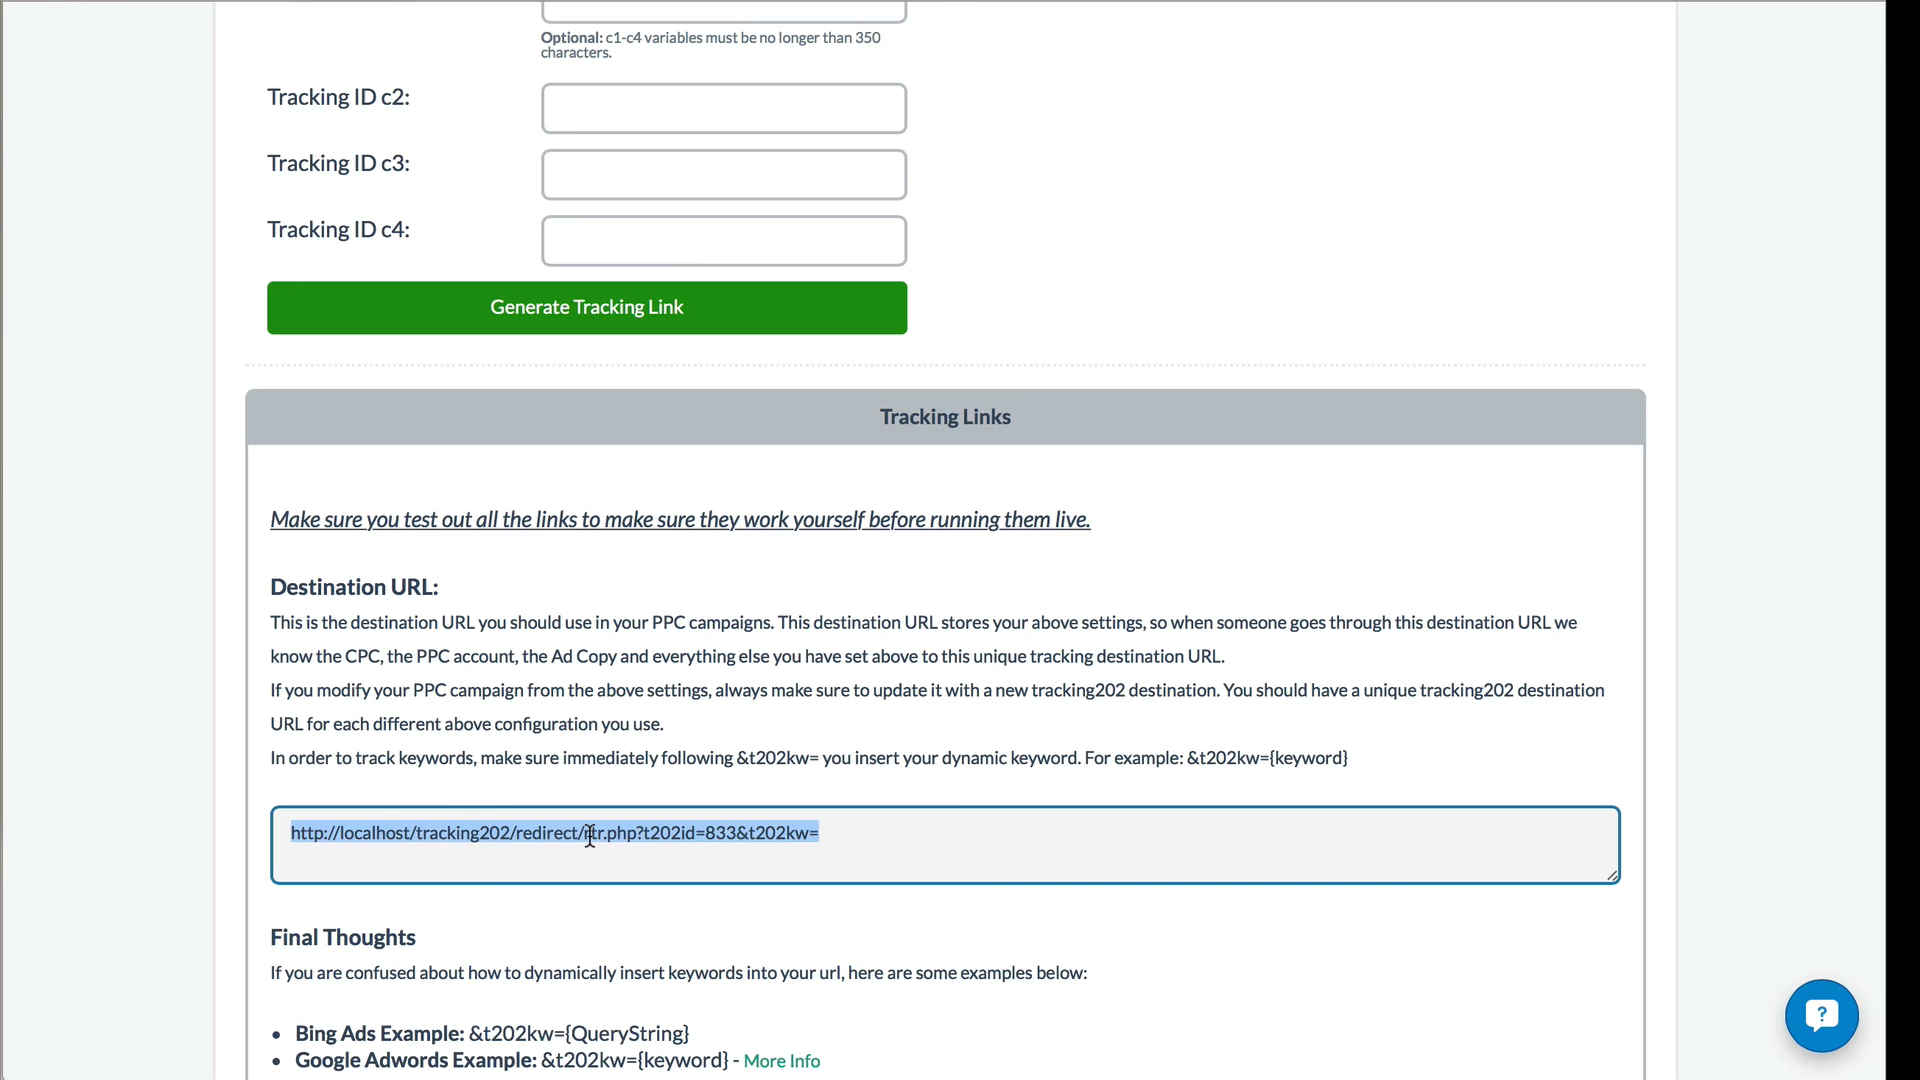 Optional: c1-c4 variables must be no longer than 350
characters.
Tracking ID c2:
Tracking ID c3:
Tracking ID c4:
Generate Tracking Link
Tracking Links
Make sure you test out all the links to make sure they work yourself before running them live.
Destination URL:
This is the destination URL you should use in your PPC campaigns. This destination URL stores your above settings, so when someone goes through this destination URL we
know the CPC, the PPC account, the Ad Copy and everything else you have set above to this unique tracking destination URL.
If you modify your PPC campaign from the above settings, always make sure to update it with a new tracking202 destination. You should have a unique tracking202 destination
URL for each different above configuration you use.
In order to track keywords, make sure immediately following &t202kw= you insert your dynamic keyword. For example: &t202kw={keyword}
http://localhost/tracking202/redirect/rtr.php?t202id=833&t202kw=
Final Thoughts
If you are confused about how to dynamically insert keywords into your url, here are some examples below:
• Bing Ads Example: &t202kw={QueryString}
• Google Adwords Example: &t202kw={keyword} - More Info
?